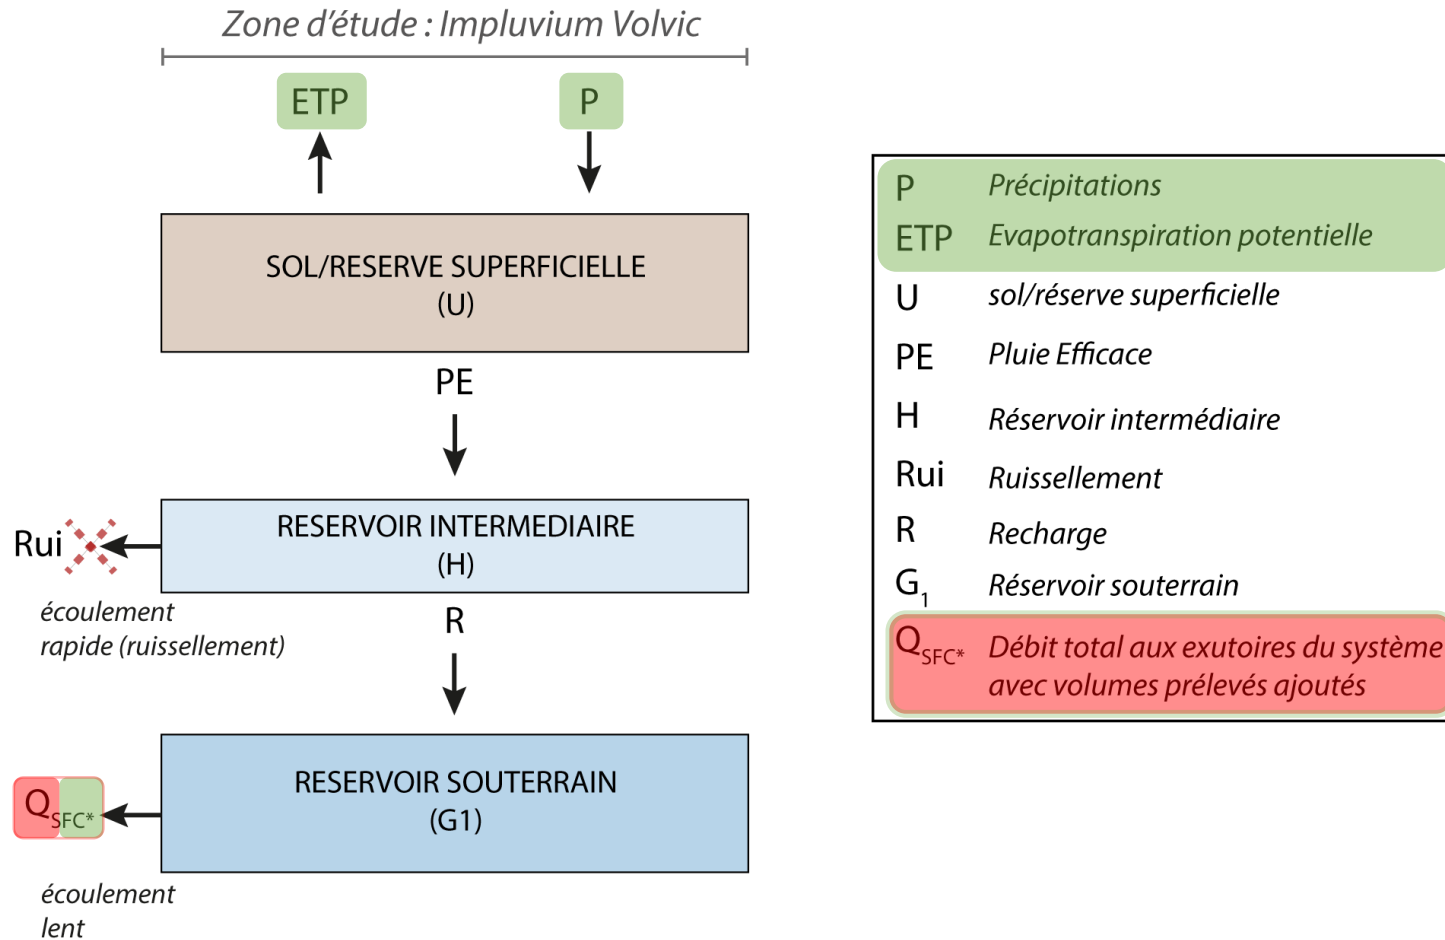 Zone d'étude : Impluvium Volvic
ETP
P
SOL/RESERVE SUPERFICIELLE
(U)
PE
RESERVOIR INTERMEDIAIRE
(H)
Rui
écoulement
rapide (ruissellement)
R
RESERVOIR SOUTERRAIN
(G1)
QSFC*
écoulement
lent
P Précipitations
ETP Evapotranspiration potentielle
U sol/réserve superficielle
PE Pluie Efficace
H Réservoir intermédiaire
Rui Ruissellement
R Recharge
G1 Réservoir souterrain
QSFC* Débit total aux exutoires du système
avec volumes prélevés ajoutés